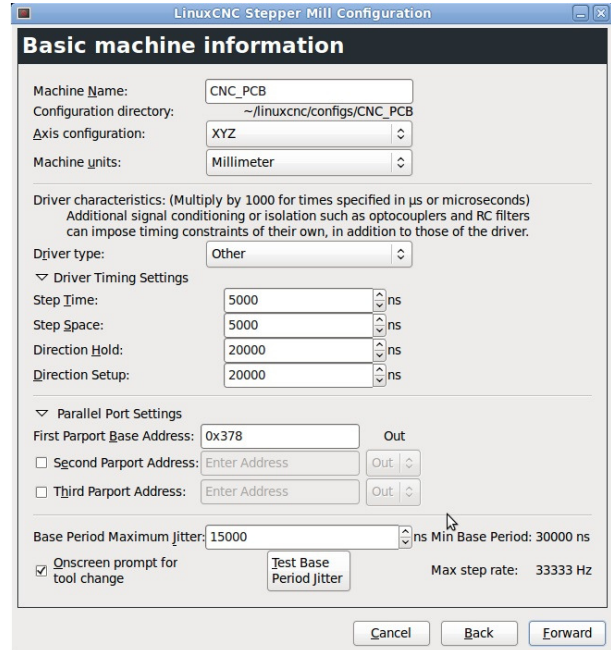 LinuxCNC Stepper Mill Configuration
Basic machine information
Machine Name: CNC_PCB
Configuration directory: ~/linuxcnc/configs/CNC_PCB
Axis configuration: XYZ
Machine units: Millimeter
Driver characteristics: (Multiply by 1000 for times specified in µs or microseconds)
Additional signal conditioning or isolation such as optocouplers and RC filters
can impose timing constraints of their own, in addition to those of the driver.
Driver type: Other
Driver Timing Settings
Step Time: 5000 ns
Step Space: 5000 ns
Direction Hold: 20000 ns
Direction Setup: 20000 ns
Parallel Port Settings
First Parport Base Address: 0x378 Out
Second Parport Address: Enter Address Out
Third Parport Address: Enter Address Out
Base Period Maximum Jitter: 15000 ns Min Base Period: 30000 ns
Onscreen prompt for
tool change
Test Base
Period Jitter
Max step rate: 33333 Hz
Cancel Back Forward